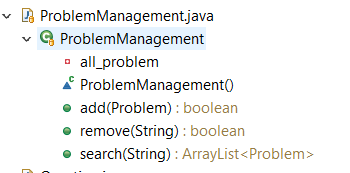 ProblemManagement.java
ProblemManagement
all_problem
ProblemManagement()
add(Problem) : boolean
remove(String) : boolean
search(String) : ArrayList<Problem>